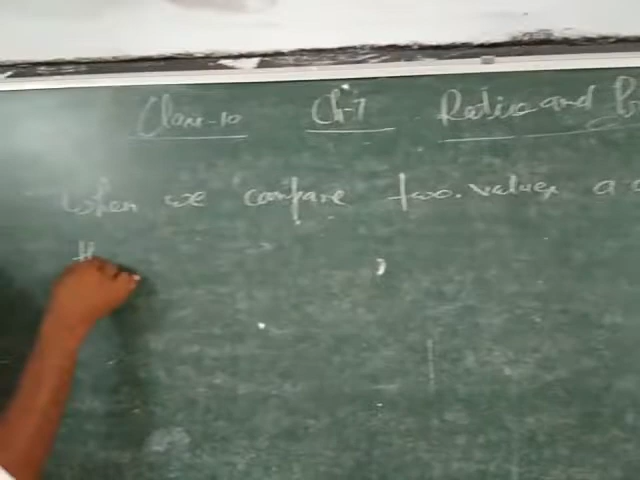 Class-10 Ch-7 Ratio and P
When we compare two values a